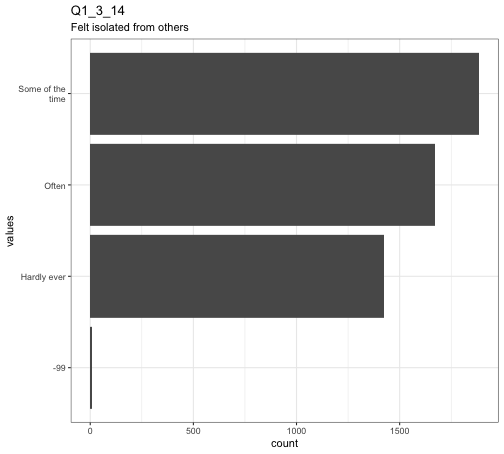 Q1_3_14
Felt isolated from others
Some of the
time
Often
Hardly ever
-99
values
0
500
1000
1500
count